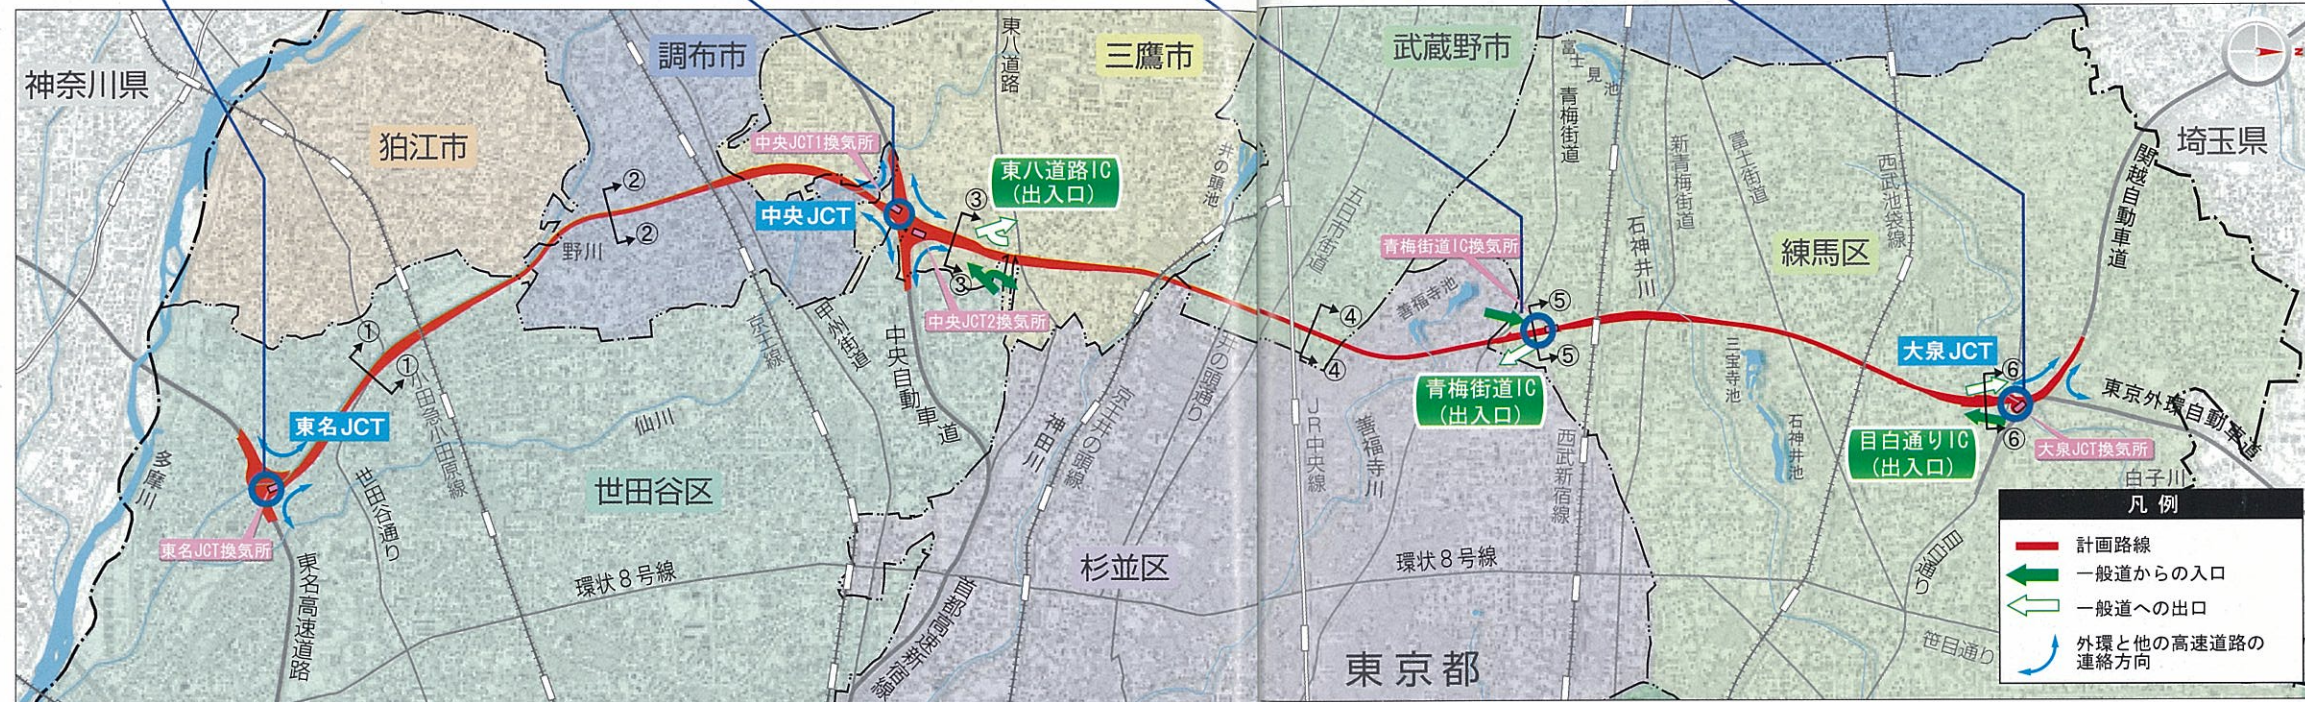 神奈川県
狛江市
調布市
三鷹市
武蔵野市
練馬区
埼玉県
世田谷区
杉並区
東京都
東八道路
富士見池
青梅街道
新青梅街道
富士街道
西武池袋線
関越自動車道
井の頭池
五日市街道
石神井川
中央JCT1換気所
東八道路IC
(出入口)
中央JCT
②
②
③
③
野川
中央JCT2換気所
青梅街道IC換気所
善福寺池
④
④
⑤
⑤
①
①
小田急小田原線
京王線
甲州街道
中央自動車道
井の頭通り
三宝寺池
石神井池
大泉JCT
⑥
⑥
東京外環自動車道
青梅街道IC
(出入口)
目白通りIC
(出入口)
大泉JCT換気所
白子川
東名JCT
多摩川
世田谷通り
仙川
神田川
京王井の頭線
JR中央線
善福寺川
西武新宿線
東名JCT換気所
東名高速道路
環状8号線
首都高速新宿線
環状8号線
目白通り
笹目通り
N
凡例
計画路線
一般道からの入口
一般道への出口
外環と他の高速道路の
連絡方向